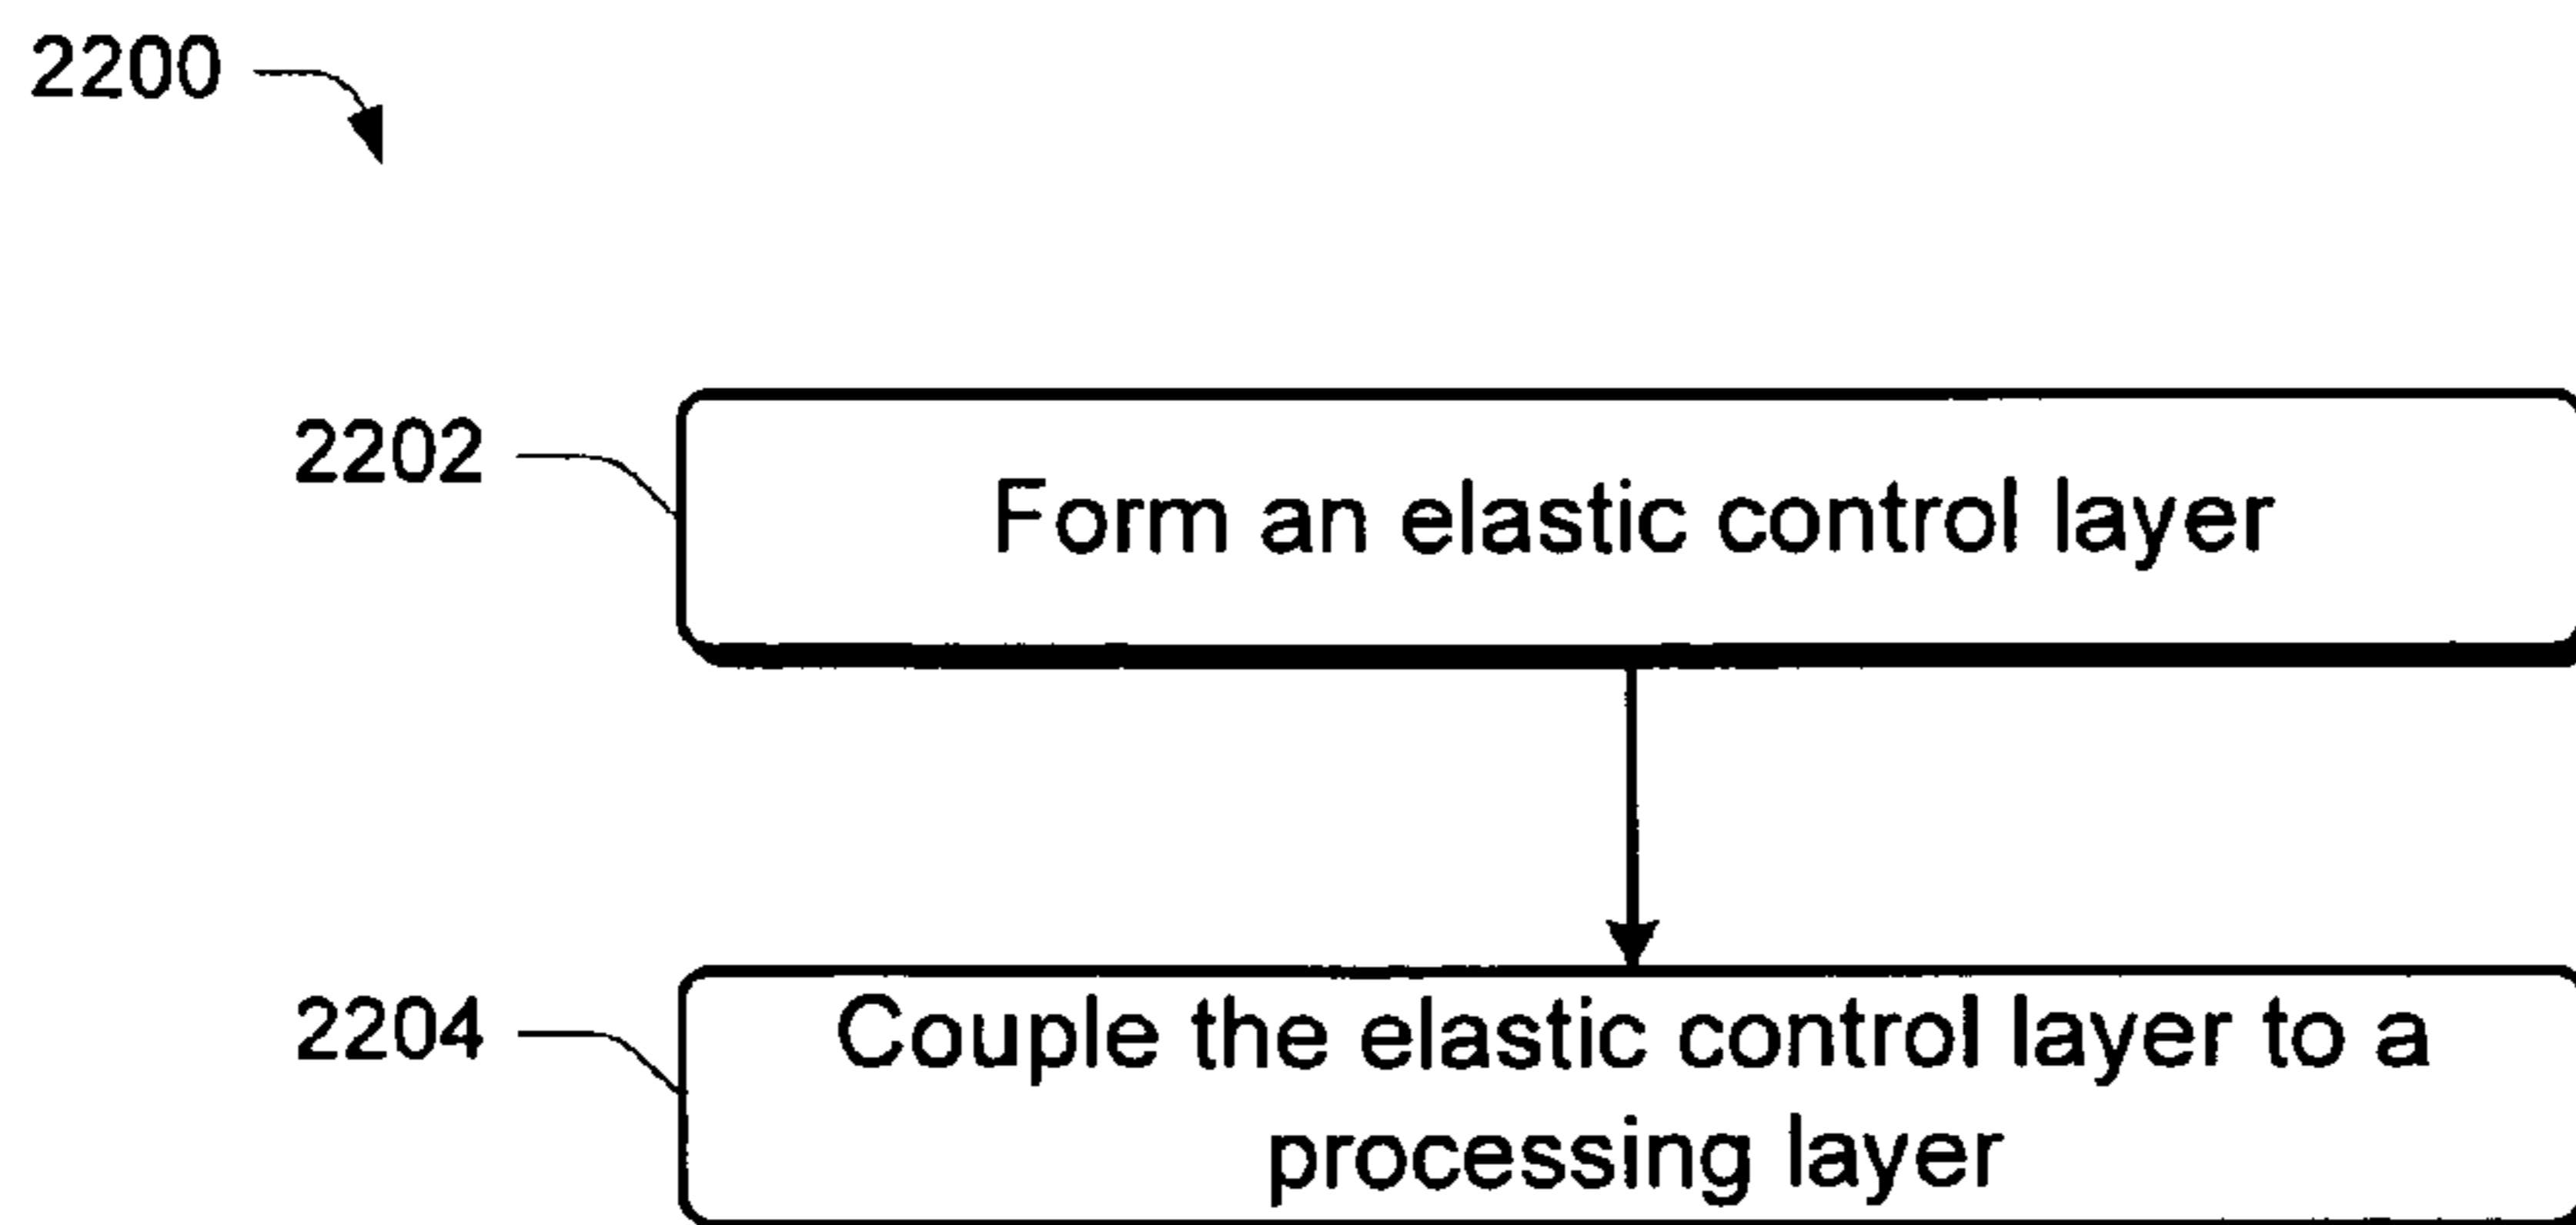 2200
2202
Form an elastic control layer
2204
Couple the elastic control layer to a
processing layer